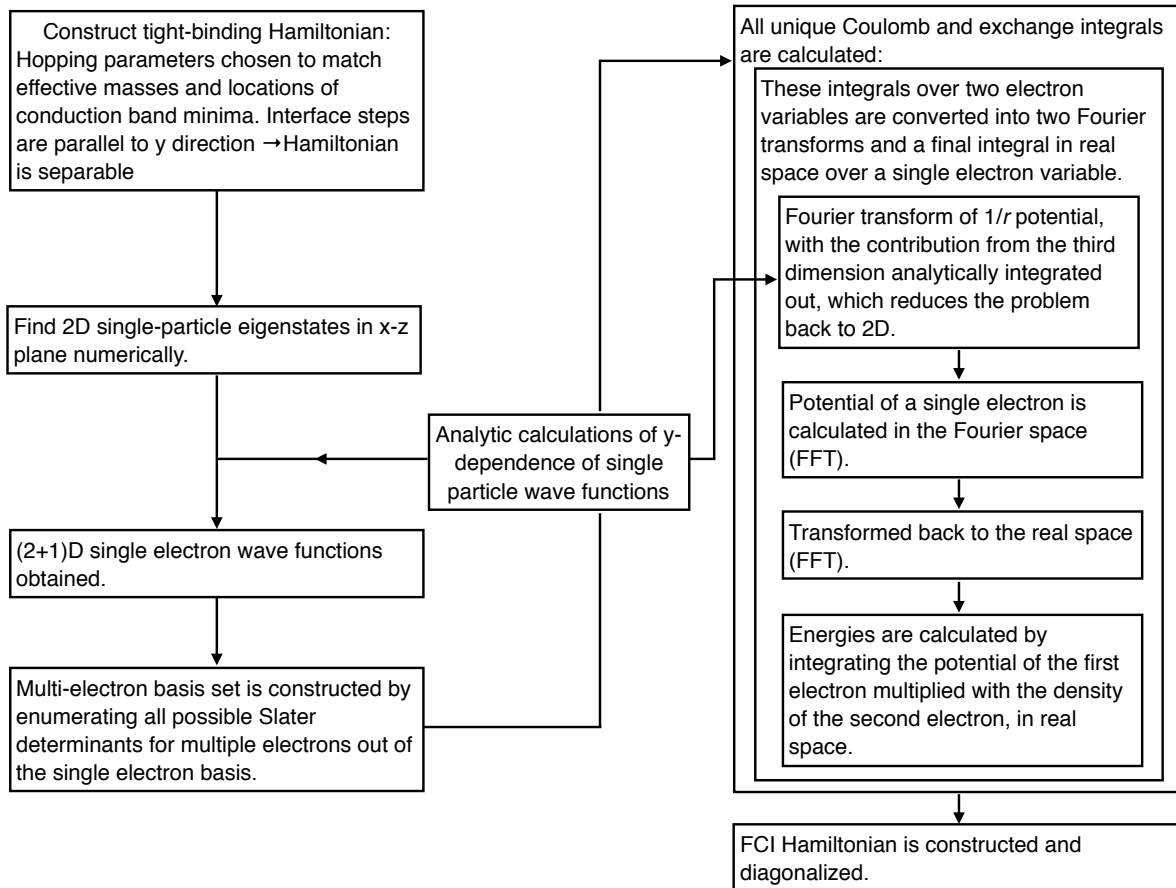 Construct tight-binding Hamiltonian:
Hopping parameters chosen to match
effective masses and locations of
conduction band minima. Interface steps
are parallel to y direction →Hamiltonian
is separable
Find 2D single-particle eigenstates in x-z
plane numerically.
Analytic calculations of y-
dependence of single
particle wave functions
(2+1)D single electron wave functions
obtained.
Multi-electron basis set is constructed by
enumerating all possible Slater
determinants for multiple electrons out of
the single electron basis.
All unique Coulomb and exchange integrals
are calculated:
These integrals over two electron
variables are converted into two Fourier
transforms and a final integral in real
space over a single electron variable.
Fourier transform of 1/r potential,
with the contribution from the third
dimension analytically integrated
out, which reduces the problem
back to 2D.
Potential of a single electron is
calculated in the Fourier space
(FFT).
Transformed back to the real space
(FFT).
Energies are calculated by
integrating the potential of the first
electron multiplied with the density
of the second electron, in real
space.
FCI Hamiltonian is constructed and
diagonalized.